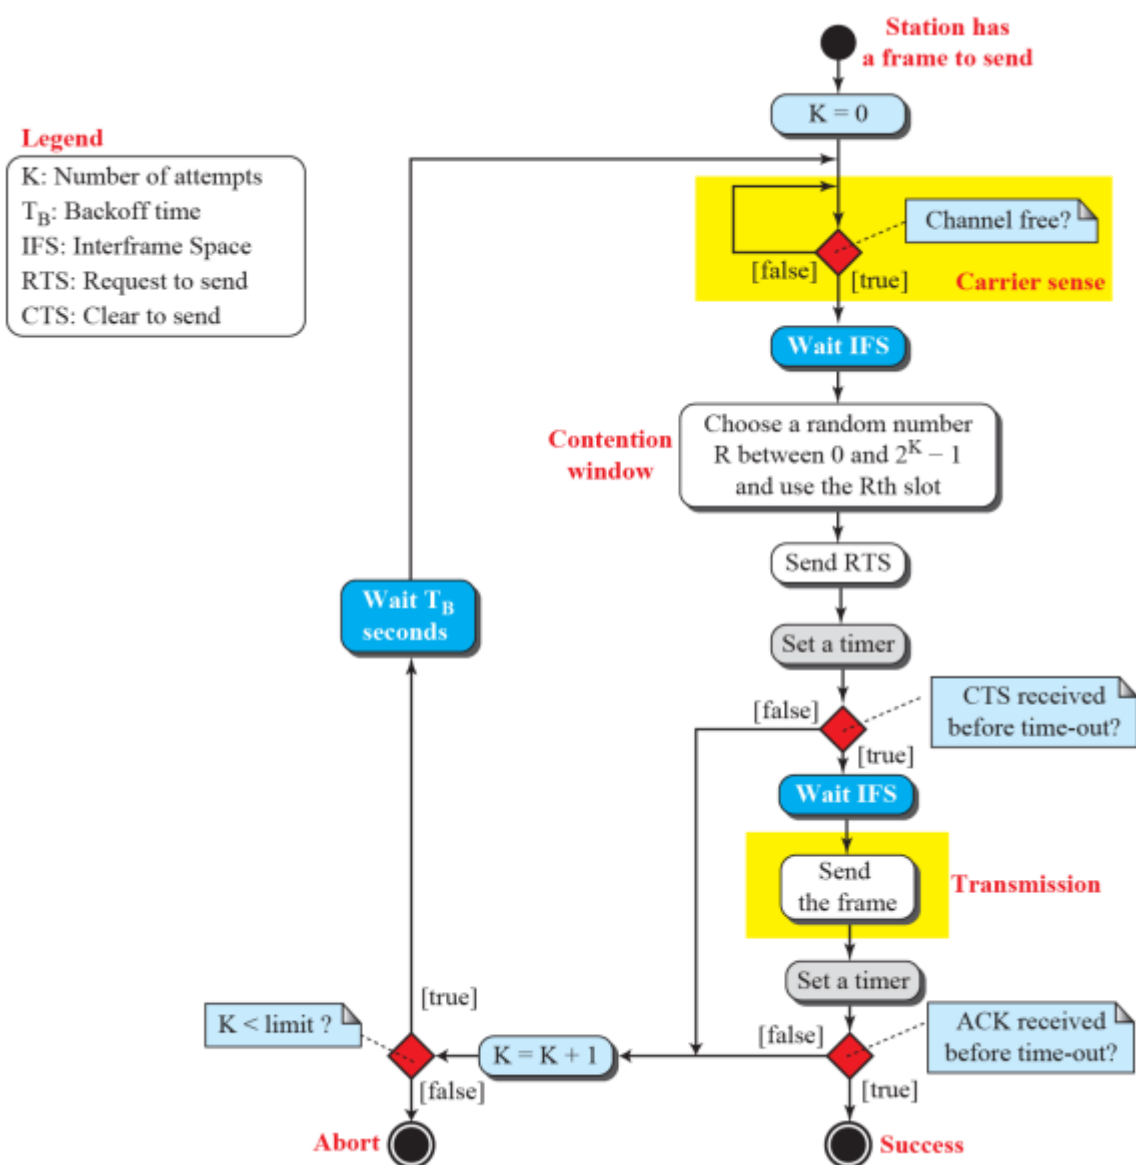 Station has
a frame to send
K = 0
Legend
K: Number of attempts
T_B: Backoff time
IFS: Interframe Space
RTS: Request to send
CTS: Clear to send
Channel free?
[false]
[true]
Carrier sense
Wait IFS
Contention
window
Choose a random number
R between 0 and 2^K − 1
and use the Rth slot
Send RTS
Wait T_B
seconds
Set a timer
[false]
CTS received
before time-out?
[true]
Wait IFS
Send
the frame
Transmission
Set a timer
[true]
K < limit ?
K = K + 1
[false]
ACK received
before time-out?
[false]
[true]
Abort
Success